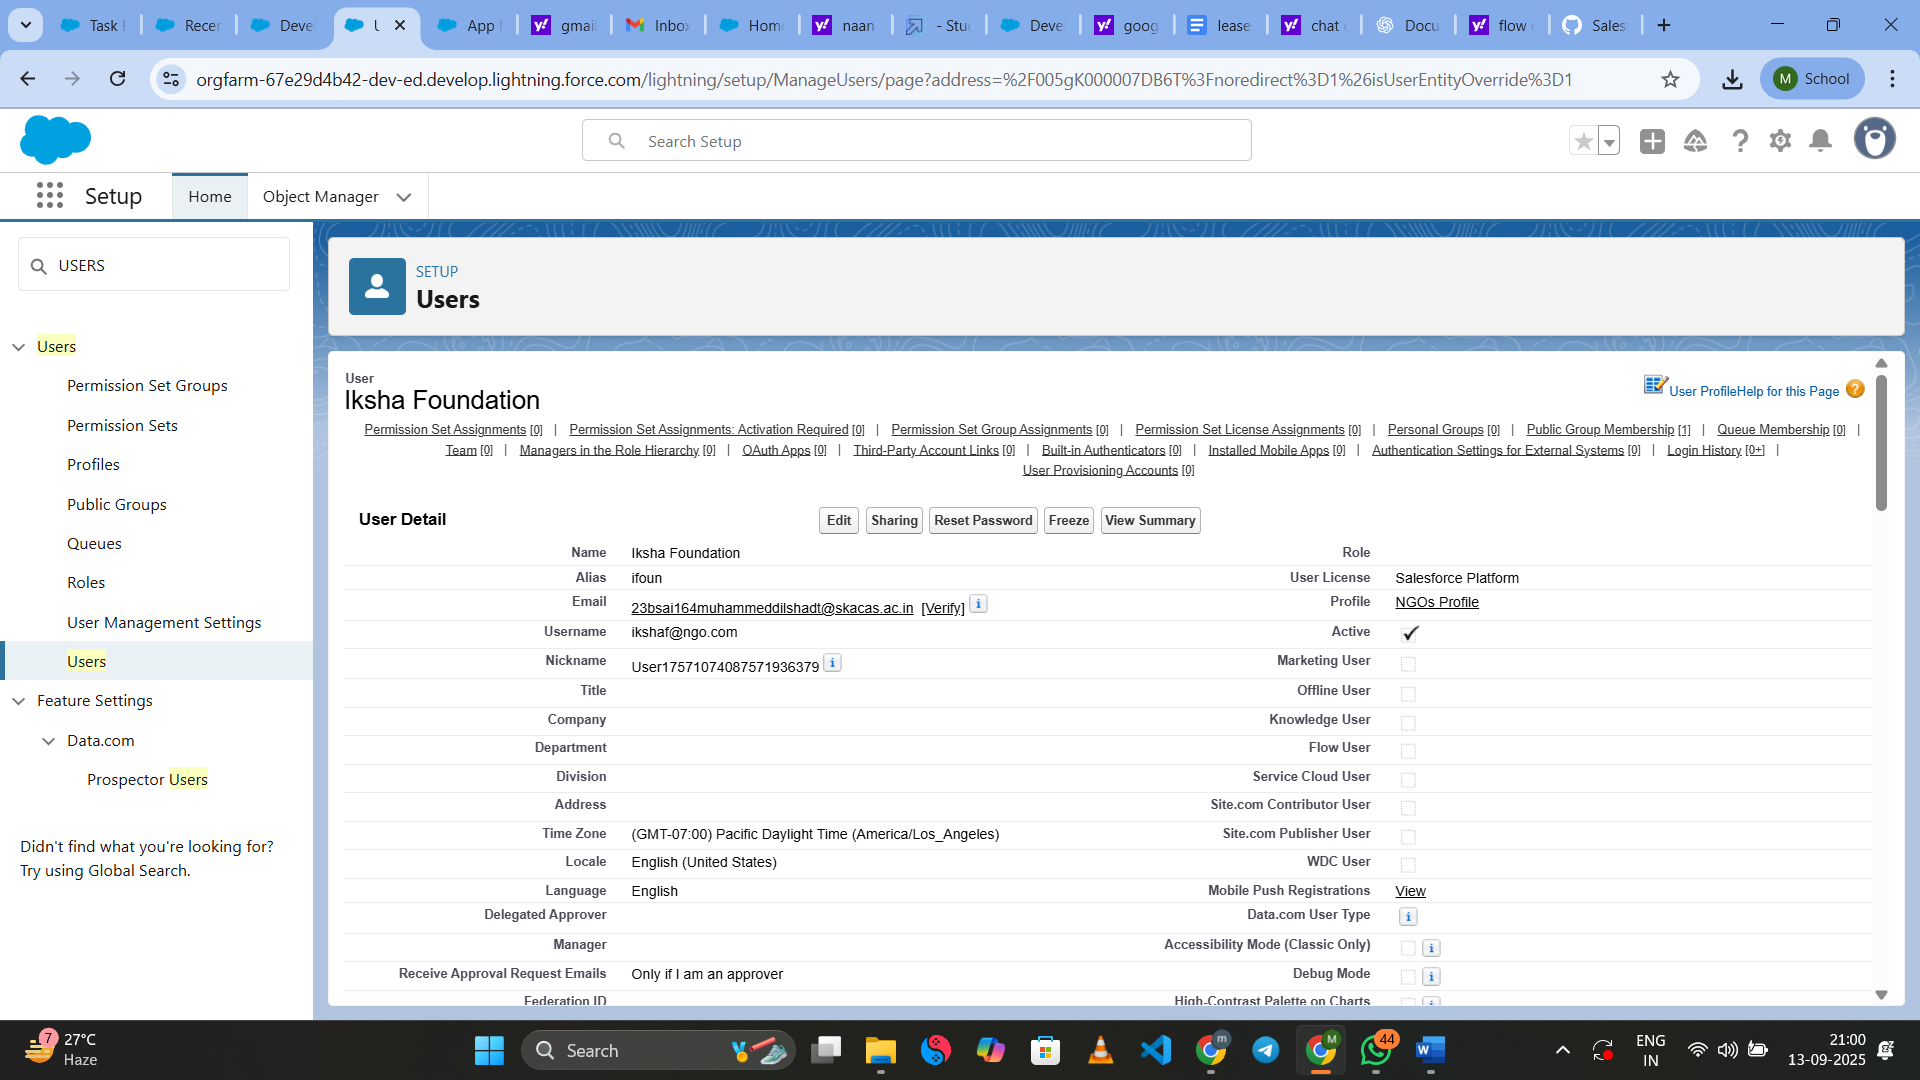 Task E
Recen
Devel
U
App M
gmail
Inbox
Home
naan
- Stud
Devel
goog
lease
chat g
Docu
flow c
Sales
orgfarm-67e29d4b42-dev-ed.develop.lightning.force.com/lightning/setup/ManageUsers/page?address=%2F005gK000007DB6T%3Fnoredirect%3D1%26isUserEntityOverride%3D1
M School
Search Setup
Setup
Home
Object Manager
USERS
Users
Permission Set Groups
Permission Sets
Profiles
Public Groups
Queues
Roles
User Management Settings
Users
Feature Settings
Data.com
Prospector Users
Didn't find what you're looking for?
Try using Global Search.
SETUP
Users
User
Iksha Foundation
User Profile Help for this Page ?
Permission Set Assignments [0] | Permission Set Assignments: Activation Required [0] | Permission Set Group Assignments [0] | Permission Set License Assignments [0] | Personal Groups [0] | Public Group Membership [1] | Queue Membership [0] |
Team [0] | Managers in the Role Hierarchy [0] | OAuth Apps [0] | Third-Party Account Links [0] | Built-in Authenticators [0] | Installed Mobile Apps [0] | Authentication Settings for External Systems [0] | Login History [0+] |
User Provisioning Accounts [0]
User Detail
Edit Sharing Reset Password Freeze View Summary
Name Iksha Foundation Role
Alias ifoun User License Salesforce Platform
Email 23bsai164muhammeddilshadt@skacas.ac.in [Verify] i Profile NGOs Profile
Username ikshaf@ngo.com Active
Nickname User17571074087571936379 i Marketing User
Title Offline User
Company Knowledge User
Department Flow User
Division Service Cloud User
Address Site.com Contributor User
Time Zone (GMT-07:00) Pacific Daylight Time (America/Los_Angeles) Site.com Publisher User
Locale English (United States) WDC User
Language English Mobile Push Registrations View
Delegated Approver Data.com User Type i
Manager Accessibility Mode (Classic Only) i
Receive Approval Request Emails Only if I am an approver Debug Mode i
Federation ID High-Contrast Palette on Charts i
7
27°C
Haze
Search
m
M
44
W
ENG
IN
21:00
13-09-2025